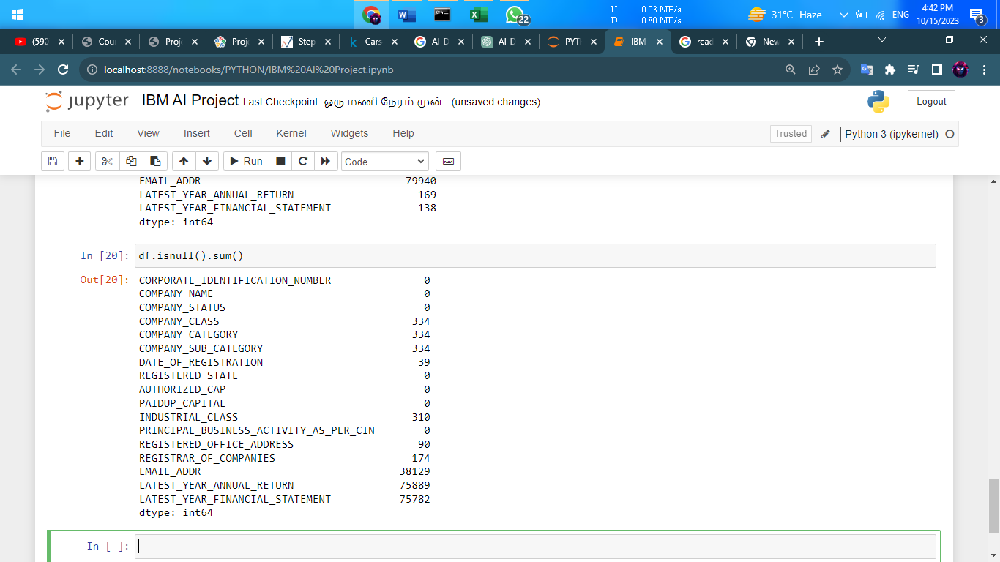 U: 0.03 MB/s
D: 0.80 MB/s
31°C Haze
ENG
4:42 PM
10/15/2023
3
22
(590
Cou
Proje
Proj
Step
Cars
AI-D
AI-D
PYTH
IBM
read
New
localhost:8888/notebooks/PYTHON/IBM%20AI%20Project.ipynb
jupyter IBM AI Project Last Checkpoint: ஒரு மணி நேரம் முன் (unsaved changes)
Logout
File Edit View Insert Cell Kernel Widgets Help
Trusted Python 3 (ipykernel)
Run Code
EMAIL_ADDR 79940
LATEST_YEAR_ANNUAL_RETURN 169
LATEST_YEAR_FINANCIAL_STATEMENT 138
dtype: int64
In [20]: df.isnull().sum()
Out[20]: CORPORATE_IDENTIFICATION_NUMBER 0
COMPANY_NAME 0
COMPANY_STATUS 0
COMPANY_CLASS 334
COMPANY_CATEGORY 334
COMPANY_SUB_CATEGORY 334
DATE_OF_REGISTRATION 39
REGISTERED_STATE 0
AUTHORIZED_CAP 0
PAIDUP_CAPITAL 0
INDUSTRIAL_CLASS 310
PRINCIPAL_BUSINESS_ACTIVITY_AS_PER_CIN 0
REGISTERED_OFFICE_ADDRESS 90
REGISTRAR_OF_COMPANIES 174
EMAIL_ADDR 38129
LATEST_YEAR_ANNUAL_RETURN 75889
LATEST_YEAR_FINANCIAL_STATEMENT 75782
dtype: int64
In [ ]: